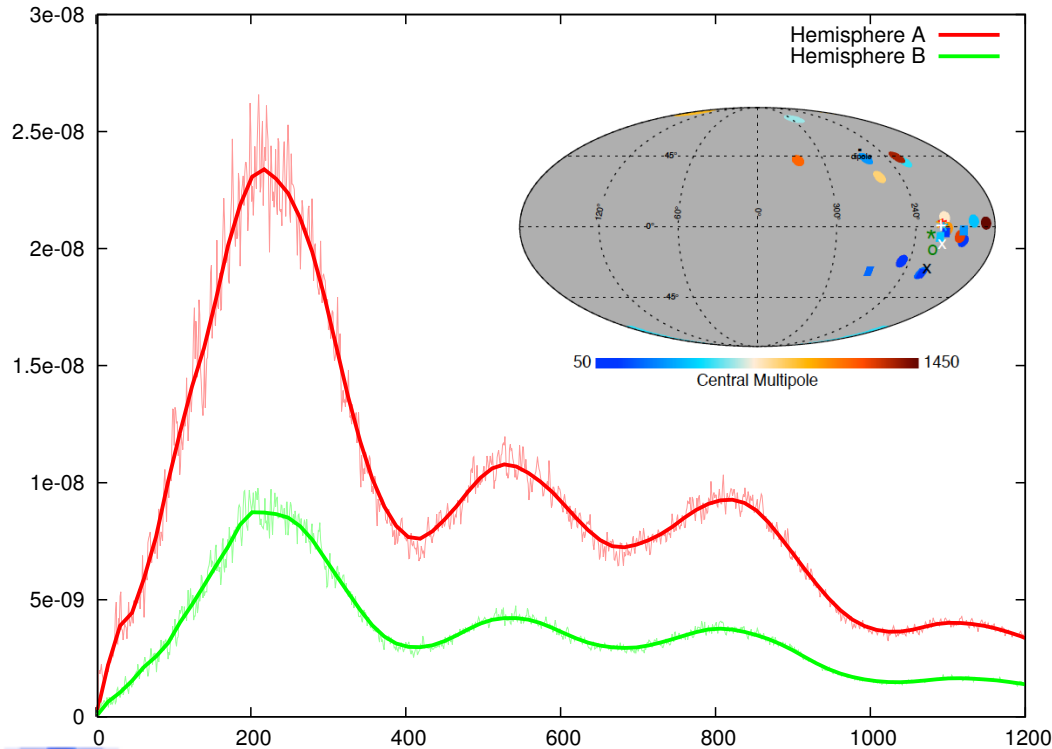 3e-08
2.5e-08
2e-08
1.5e-08
1e-08
5e-09
0
0 200 400 600 800 1000 1200
Hemisphere A
Hemisphere B
45° dipole
120° -0° 60° 0 300 240
45°
50 1450
Central Multipole